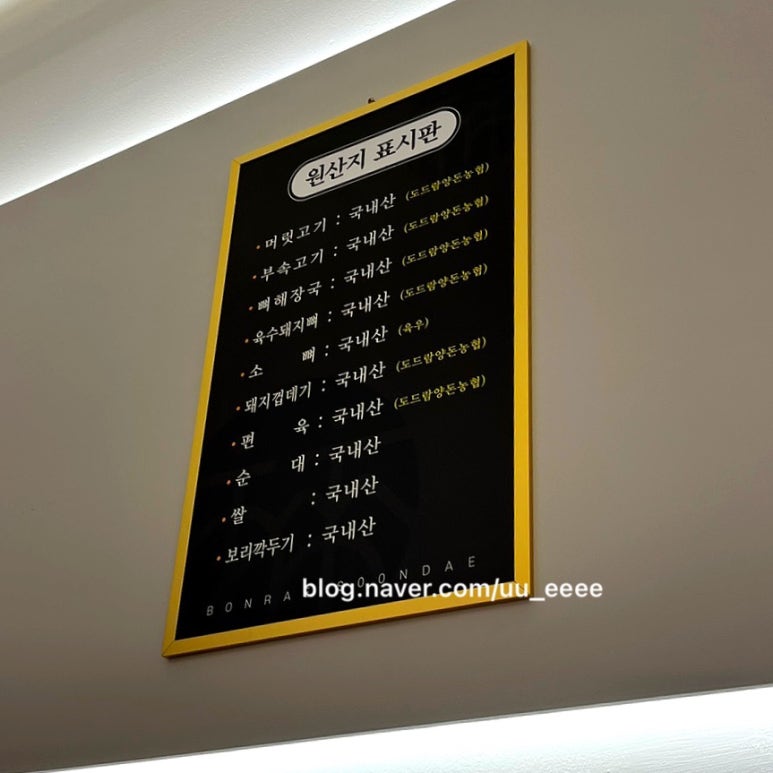 원산지 표시판
• 머릿고기 : 국내산 (도드람양돈농협)
• 부속고기 : 국내산 (도드람양돈농협)
• 뼈해장국 : 국내산 (도드람양돈농협)
• 육수돼지뼈 : 국내산 (도드람양돈농협)
• 소 뼈 : 국내산 (육우)
• 돼지껍데기 : 국내산 (도드람양돈농협)
• 편 육 : 국내산 (도드람양돈농협)
• 순 대 : 국내산
• 쌀 : 국내산
• 보리깍두기 : 국내산
BONRA SOONDAE
blog.naver.com/uu_eeee